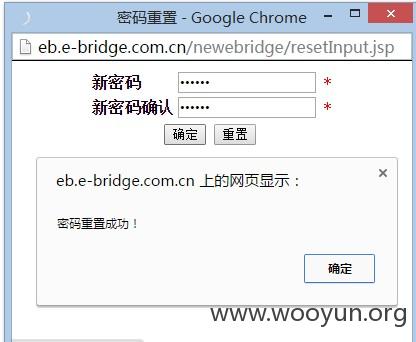 密码重置 - Google Chrome
eb.e-bridge.com.cn/newebridge/resetInput.jsp
新密码 •••••• *
新密码确认 •••••• *
确定 重置
eb.e-bridge.com.cn 上的网页显示：
密码重置成功！
确定
www.wooyun.org